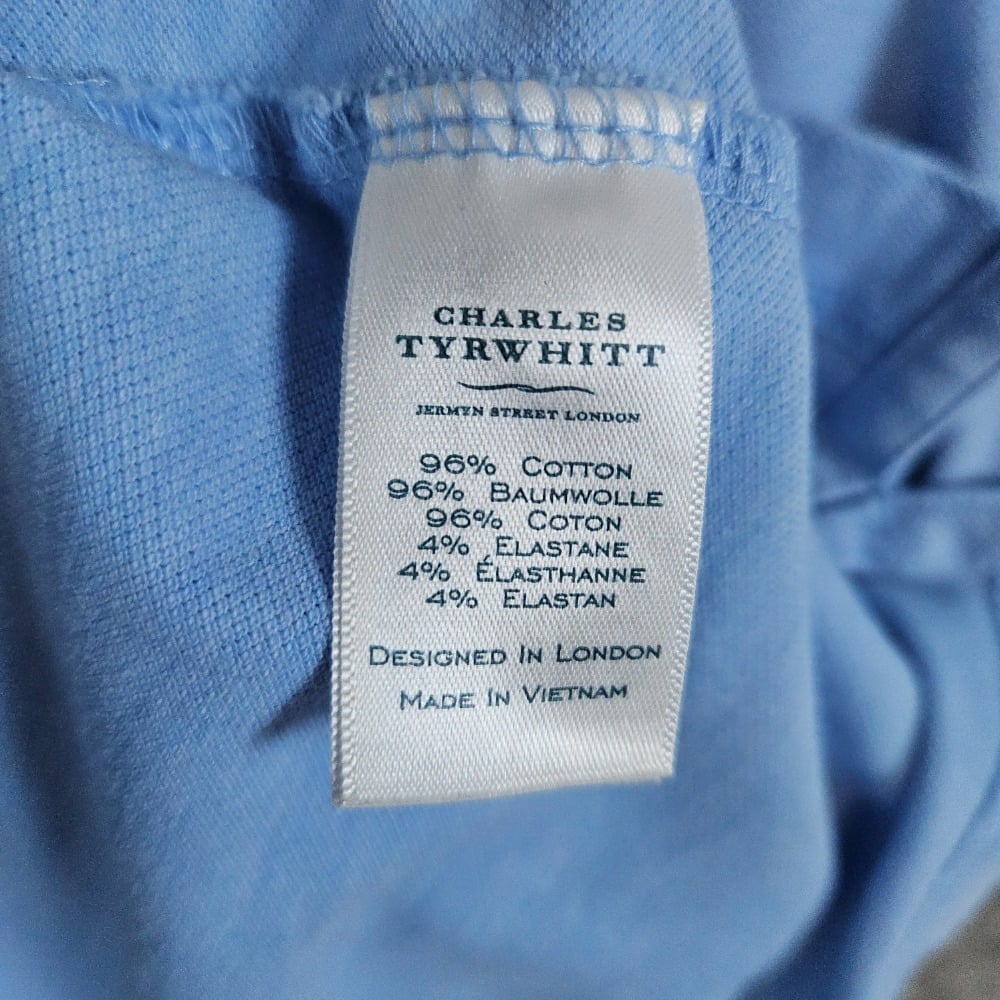 CHARLES
TYRWHITT
JERMYN STREET LONDON
96% COTTON
96% BAUMWOLLE
96% COTON
4% ELASTANE
4% ÉLASTHANNE
4% ELASTAN
DESIGNED IN LONDON
MADE IN VIETNAM